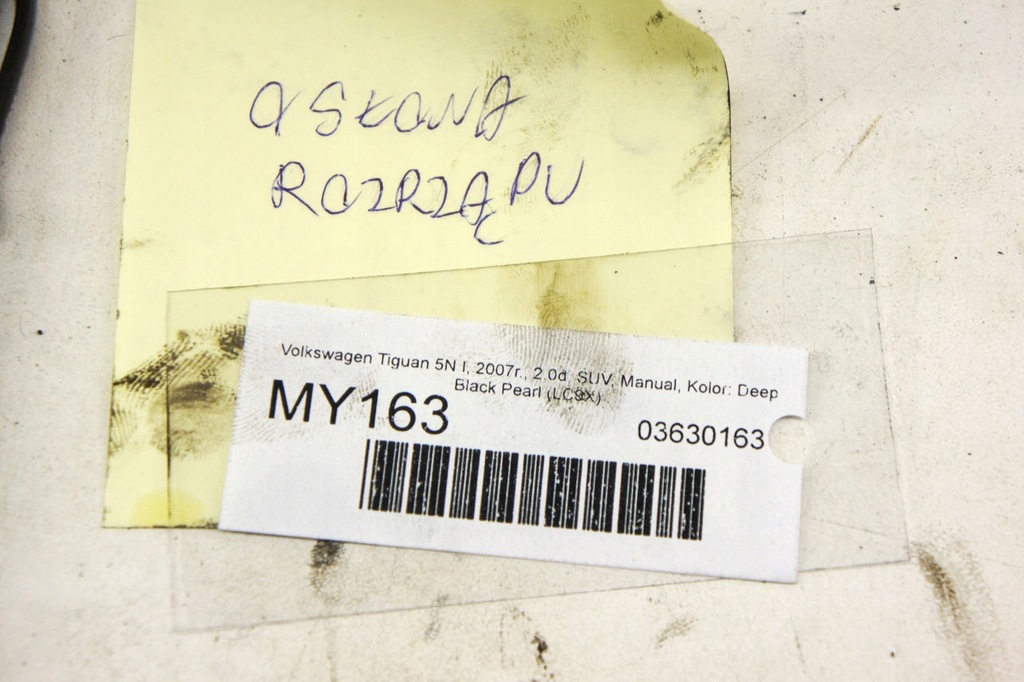 OSŁONA
ROZRZĄDU
Volkswagen Tiguan 5N I, 2007r., 2.0d, SUV, Manual, Kolor: Deep
Black Pearl (LC9X)
MY163
03630163